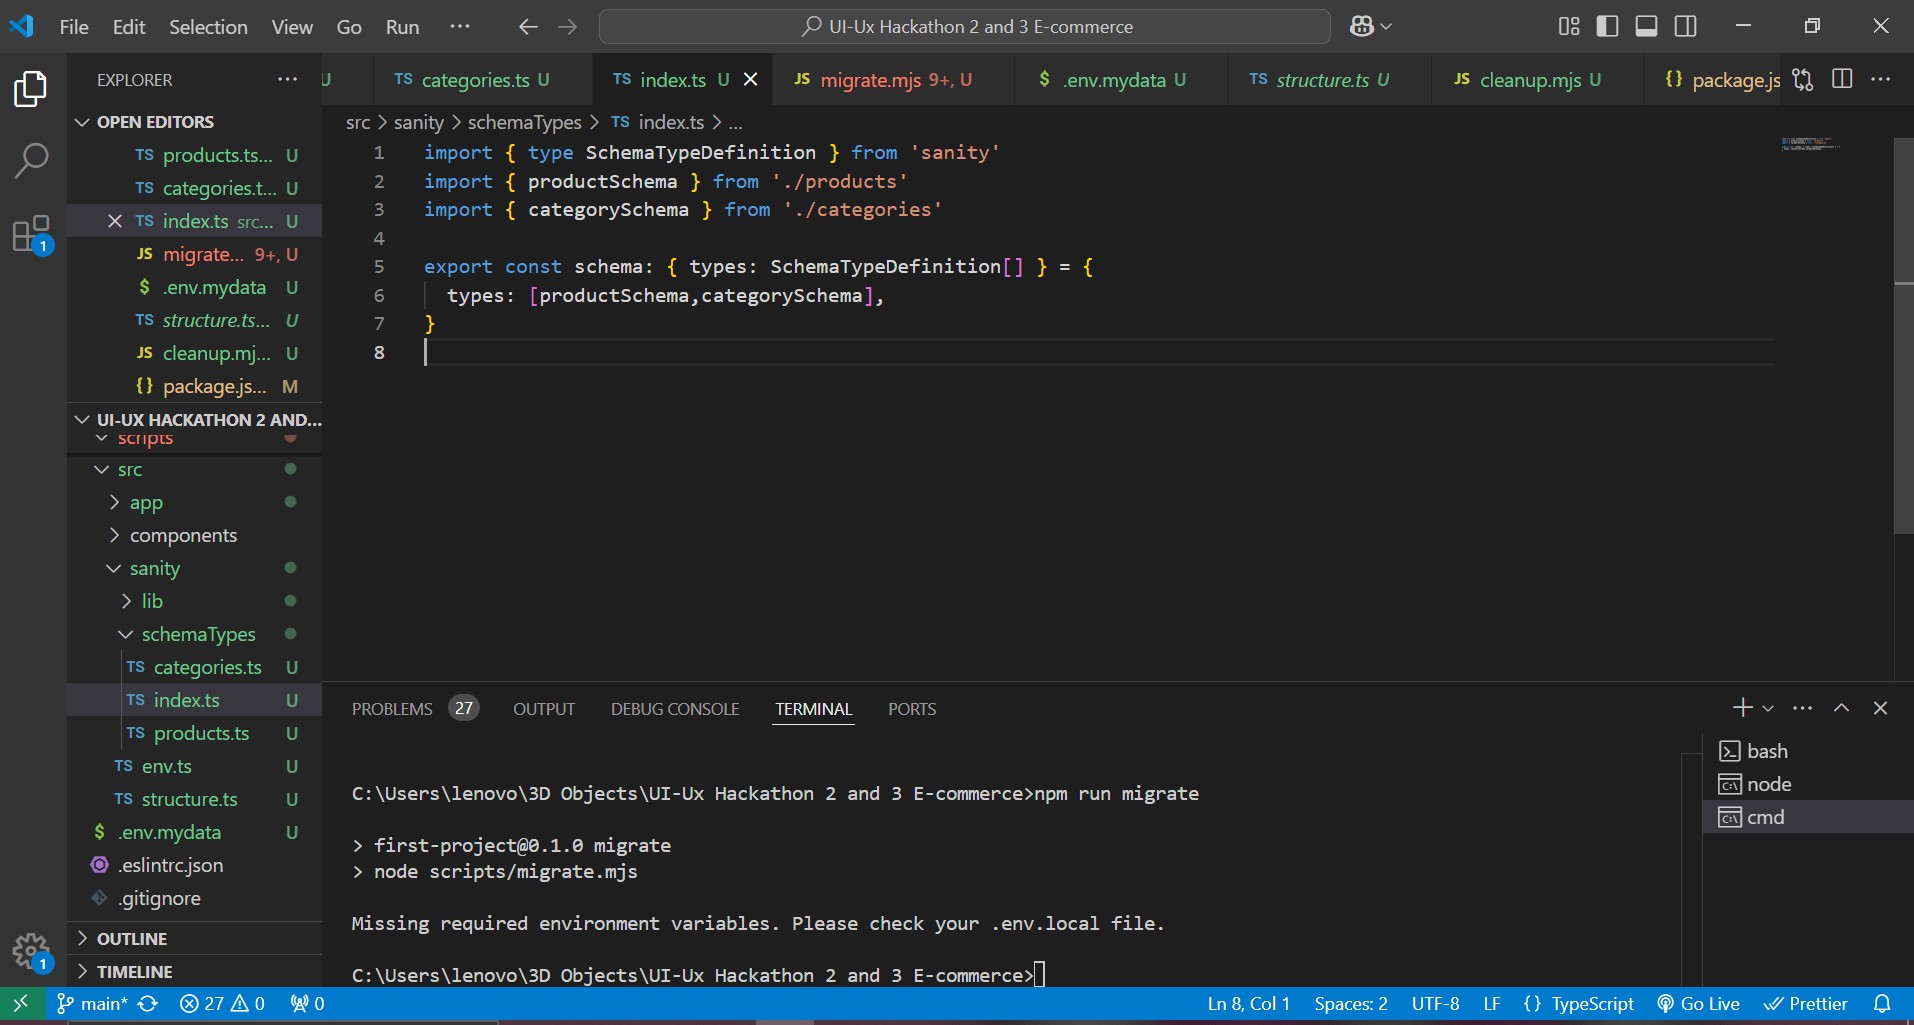 File Edit Selection View Go Run ··· UI-Ux Hackathon 2 and 3 E-commerce
EXPLORER ···
U
TS categories.ts U
TS index.ts U
JS migrate.mjs 9+, U
$ .env.mydata U
TS structure.ts U
JS cleanup.mjs U
{} package.js
OPEN EDITORS
TS products.ts... U
TS categories.t... U
TS index.ts src... U
JS migrate... 9+, U
$ .env.mydata U
TS structure.ts... U
JS cleanup.mj... U
{} package.js... M
UI-UX HACKATHON 2 AND...
scripts
src
app
components
sanity
lib
schemaTypes
TS categories.ts U
TS index.ts U
TS products.ts U
TS env.ts U
TS structure.ts U
$ .env.mydata U
.eslintrc.json
.gitignore
OUTLINE
TIMELINE
1
1
src > sanity > schemaTypes > TS index.ts > ...
1 import { type SchemaTypeDefinition } from 'sanity'
2 import { productSchema } from './products'
3 import { categorySchema } from './categories'
4
5 export const schema: { types: SchemaTypeDefinition[] } = {
6 types: [productSchema,categorySchema],
7 }
8
PROBLEMS 27 OUTPUT DEBUG CONSOLE TERMINAL PORTS
C:\Users\lenovo\3D Objects\UI-Ux Hackathon 2 and 3 E-commerce>npm run migrate
> first-project@0.1.0 migrate
> node scripts/migrate.mjs
Missing required environment variables. Please check your .env.local file.
C:\Users\lenovo\3D Objects\UI-Ux Hackathon 2 and 3 E-commerce>
bash
node
cmd
main* 27 0 0 Ln 8, Col 1 Spaces: 2 UTF-8 LF {} TypeScript Go Live Prettier